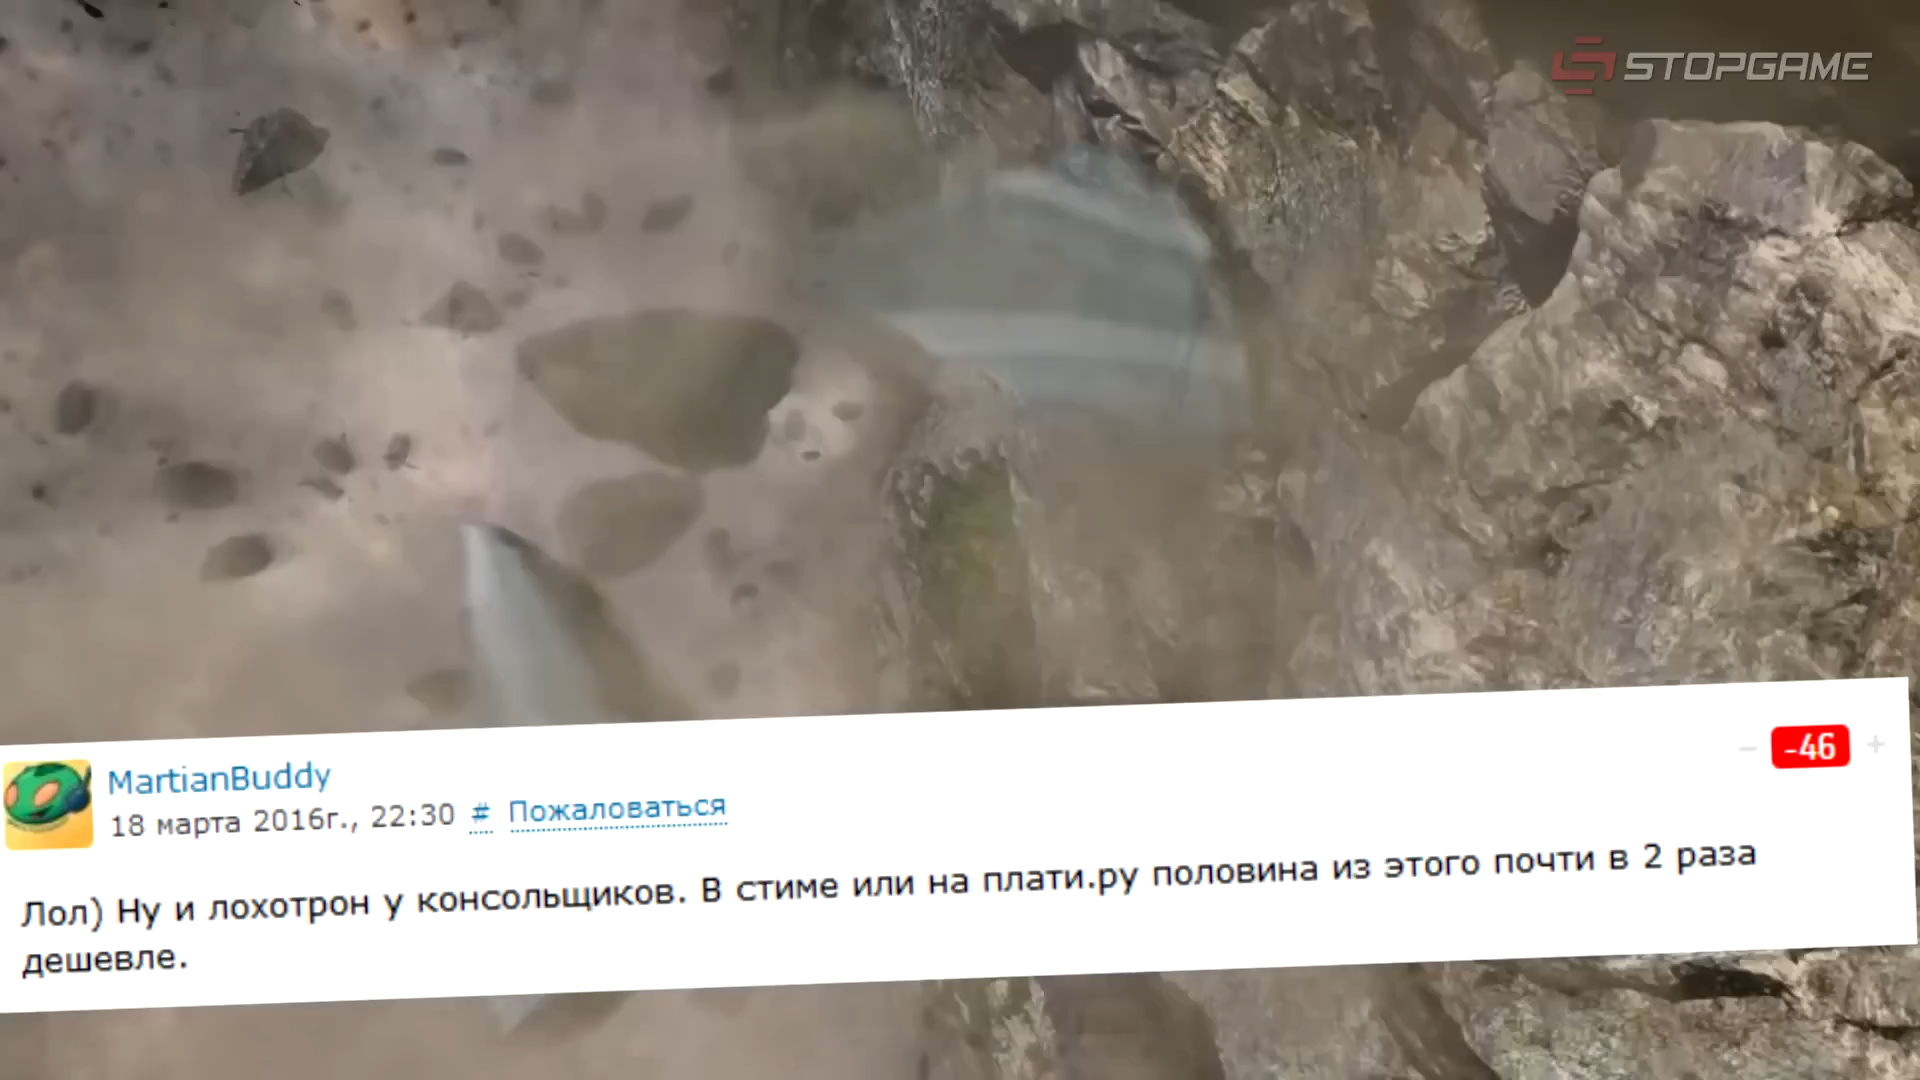 STOPGAME
MartianBuddy
-46
18 марта 2016г., 22:30 # Пожаловаться
Лол) Ну и лохотрон у консольщиков. В стиме или на плати.ру половина из этого почти в 2 раза
дешевле.